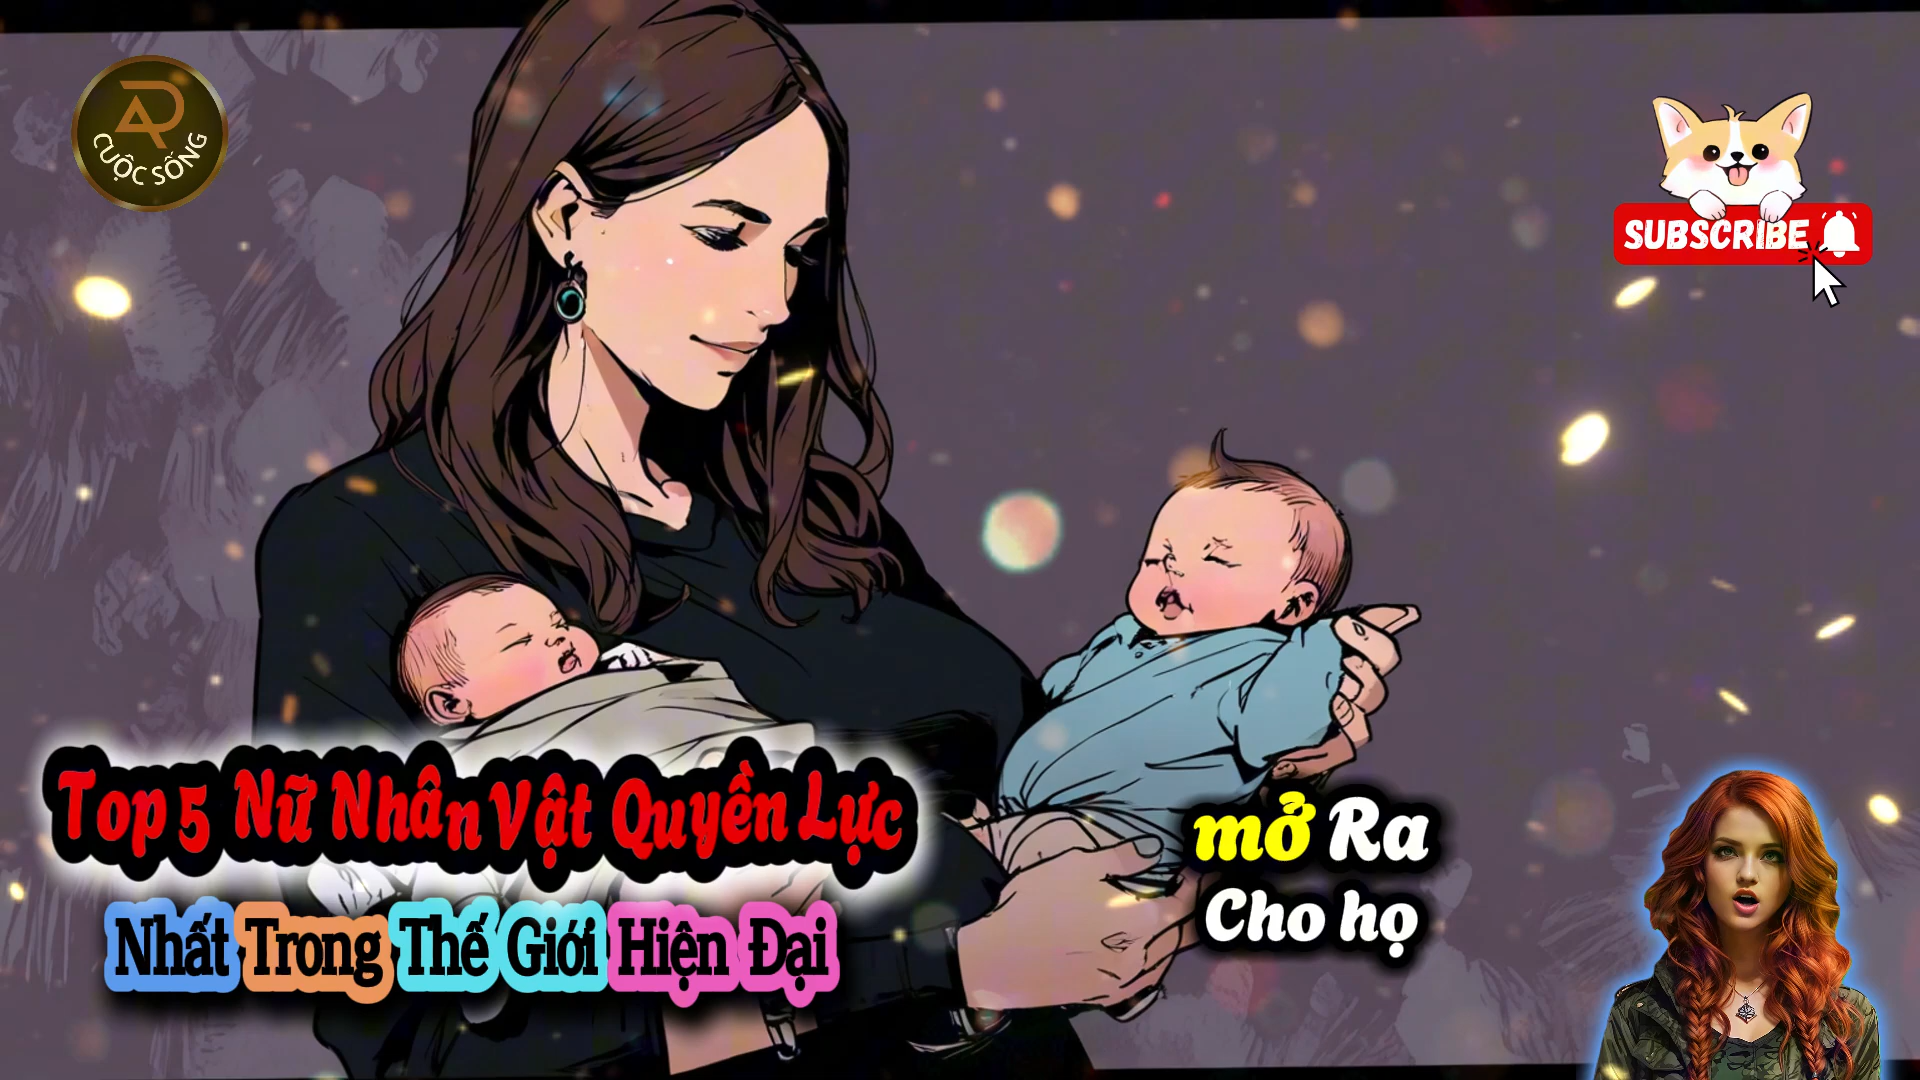 AR
CUỘC SỐNG
SUBSCRIBE
Top 5 Nữ Nhân Vật Quyền Lực
Nhất Trong Thế Giới Hiện Đại
mở Ra
Cho họ